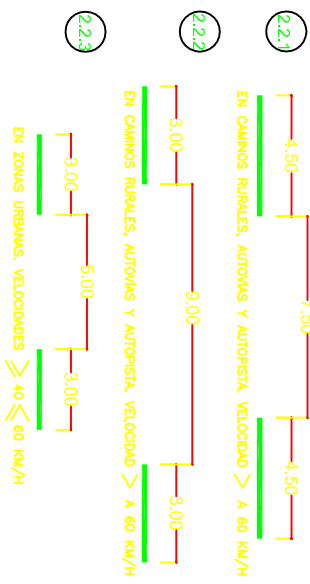 2.2.1
4.50 7.50 4.50
EN CAMINOS RURALES, AUTOVIAS Y AUTOPISTA. VELOCIDAD > A 60 KM/H
2.2.2
3.00 9.00 3.00
EN CAMINOS RURALES, AUTOVIAS Y AUTOPISTA. VELOCIDAD > A 60 KM/H
2.2.3
3.00 5.00 3.00
EN ZONAS URBANAS. VELOCIDADES ≥ 40 ≤ 60 KM/H